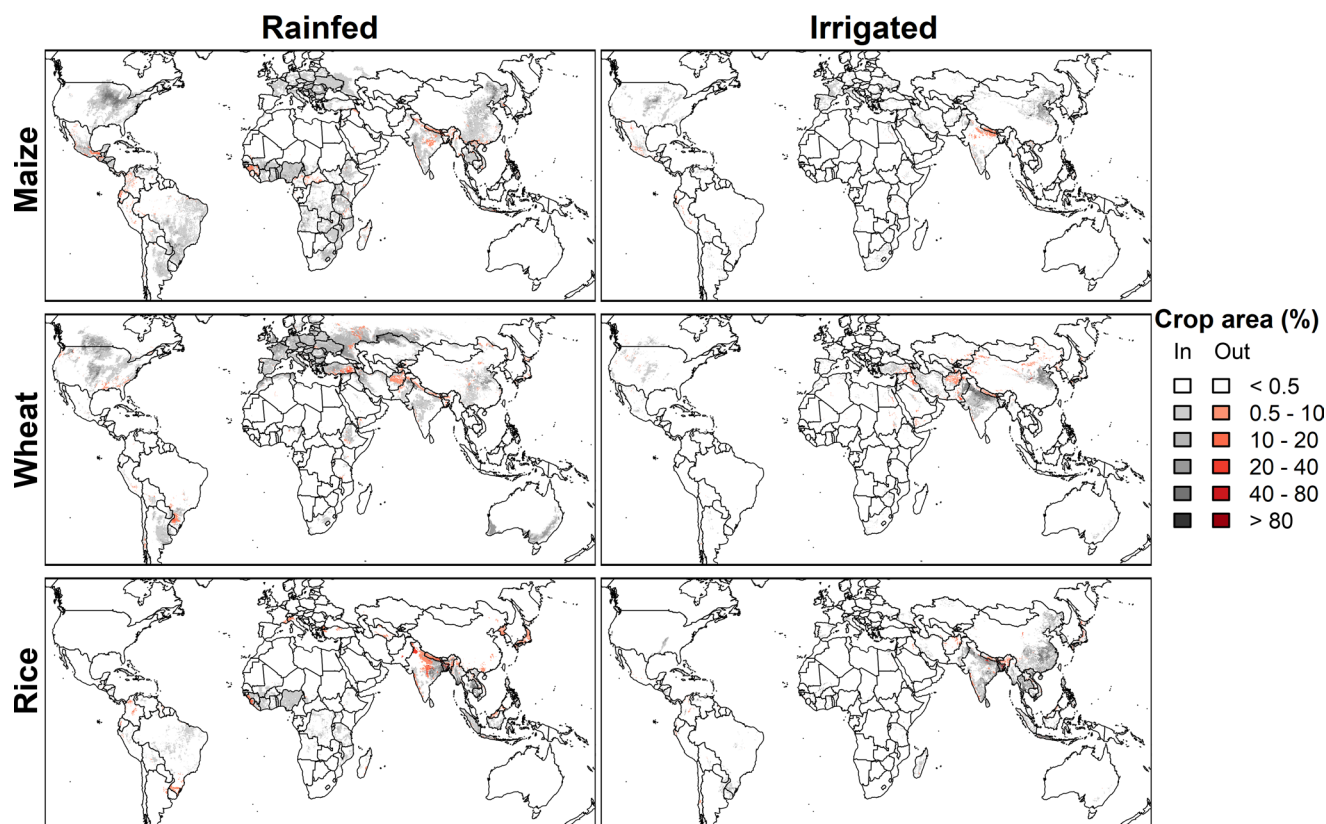 Rainfed Irrigated
Maize
Wheat
Rice
Crop area (%)
In Out
< 0.5
0.5 - 10
10 - 20
20 - 40
40 - 80
> 80